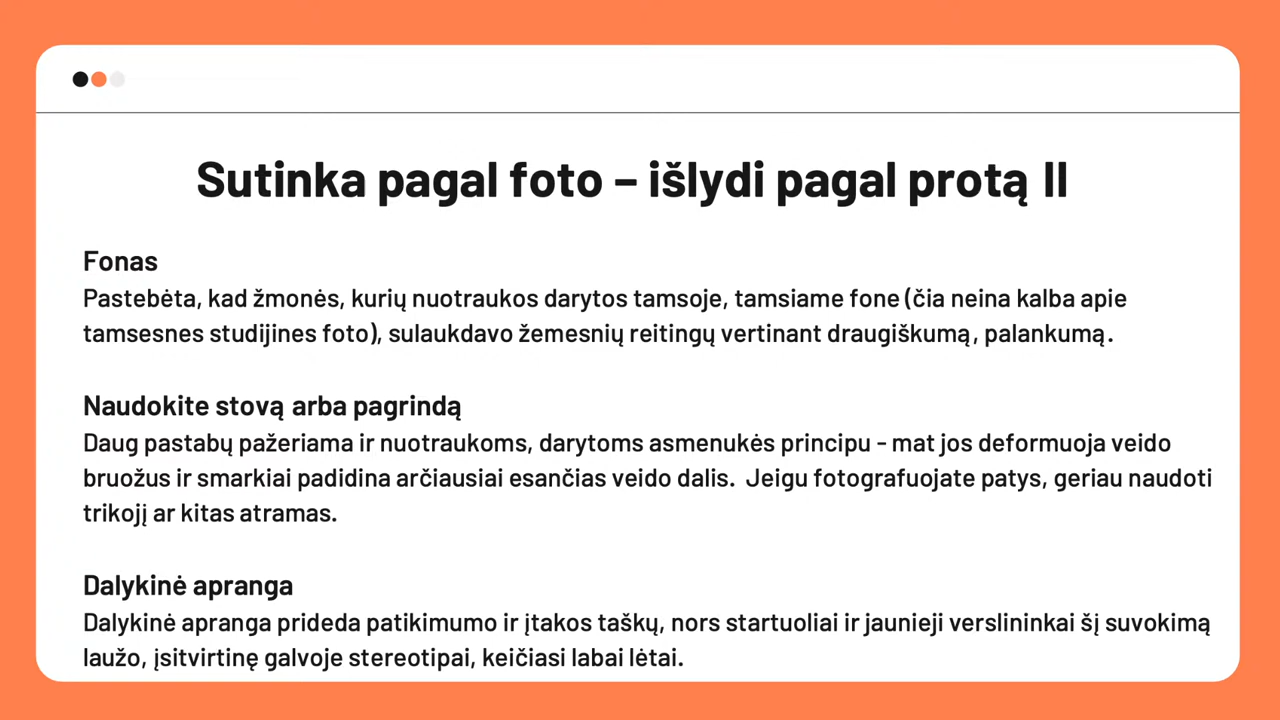 Sutinka pagal foto – išlydi pagal protą II
Fonas
Pastebėta, kad žmonės, kurių nuotraukos darytos tamsoje, tamsiame fone (čia neina kalba apie
tamsesnes studijines foto), sulaukdavo žemesnių reitingų vertinant draugiškumą, palankumą.
Naudokite stovą arba pagrindą
Daug pastabų pažeriama ir nuotraukoms, darytoms asmenukės principu - mat jos deformuoja veido
bruožus ir smarkiai padidina arčiausiai esančias veido dalis. Jeigu fotografuojate patys, geriau naudoti
trikojį ar kitas atramas.
Dalykinė apranga
Dalykinė apranga prideda patikimumo ir įtakos taškų, nors startuoliai ir jaunieji verslininkai šį suvokimą
laužo, įsitvirtinę galvoje stereotipai, keičiasi labai lėtai.